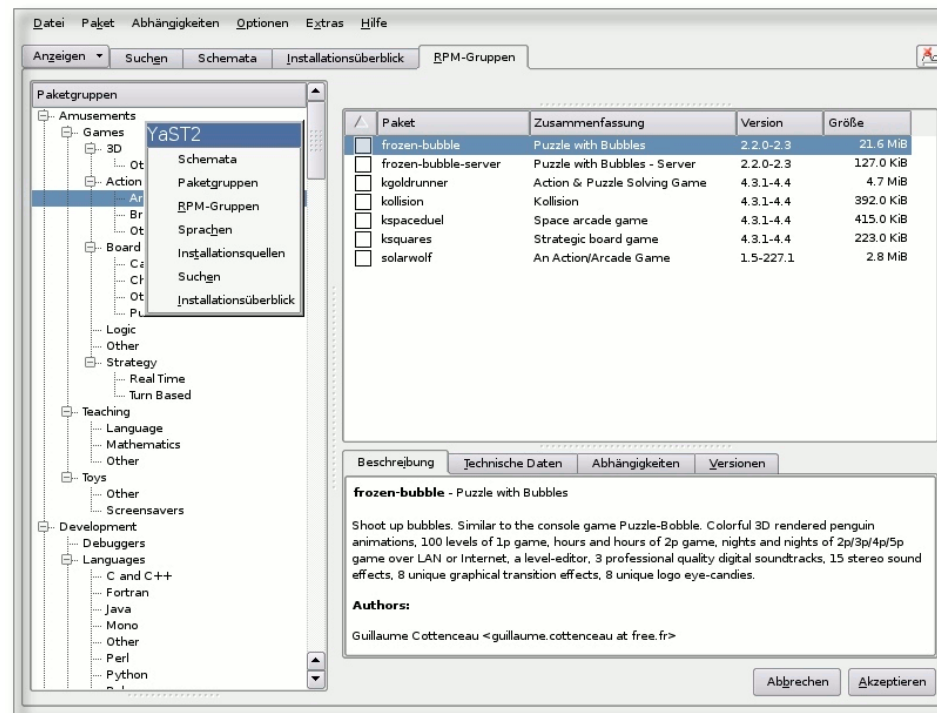 Datei Paket Abhängigkeiten Optionen Extras Hilfe
Anzeigen Suchen Schemata Installationsüberblick RPM-Gruppen
Paketgruppen
Amusements
Games
3D
Ot
Action
Ar
Br
Ot
Board
Ca
Ch
Ot
Pu
Logic
Other
Strategy
Real Time
Turn Based
Teaching
Language
Mathematics
Other
Toys
Other
Screensavers
Development
Debuggers
Languages
C and C++
Fortran
Java
Mono
Other
Perl
Python
YaST2
Schemata
Paketgruppen
RPM-Gruppen
Sprachen
Installationsquellen
Suchen
Installationsüberblick
Paket Zusammenfassung Version Größe
frozen-bubble Puzzle with Bubbles 2.2.0-2.3 21.6 MiB
frozen-bubble-server Puzzle with Bubbles - Server 2.2.0-2.3 127.0 KiB
kgoldrunner Action & Puzzle Solving Game 4.3.1-4.4 4.7 MiB
kollision Kollision 4.3.1-4.4 392.0 KiB
kspaceduel Space arcade game 4.3.1-4.4 415.0 KiB
ksquares Strategic board game 4.3.1-4.4 223.0 KiB
solarwolf An Action/Arcade Game 1.5-227.1 2.8 MiB
Beschreibung Technische Daten Abhängigkeiten Versionen
frozen-bubble - Puzzle with Bubbles
Shoot up bubbles. Similar to the console game Puzzle-Bobble. Colorful 3D rendered penguin
animations, 100 levels of 1p game, hours and hours of 2p game, nights and nights of 2p/3p/4p/5p
game over LAN or Internet, a level-editor, 3 professional quality digital soundtracks, 15 stereo sound
effects, 8 unique graphical transition effects, 8 unique logo eye-candies.
Authors:
Guillaume Cottenceau <guillaume.cottenceau at free.fr>
Abbrechen Akzeptieren